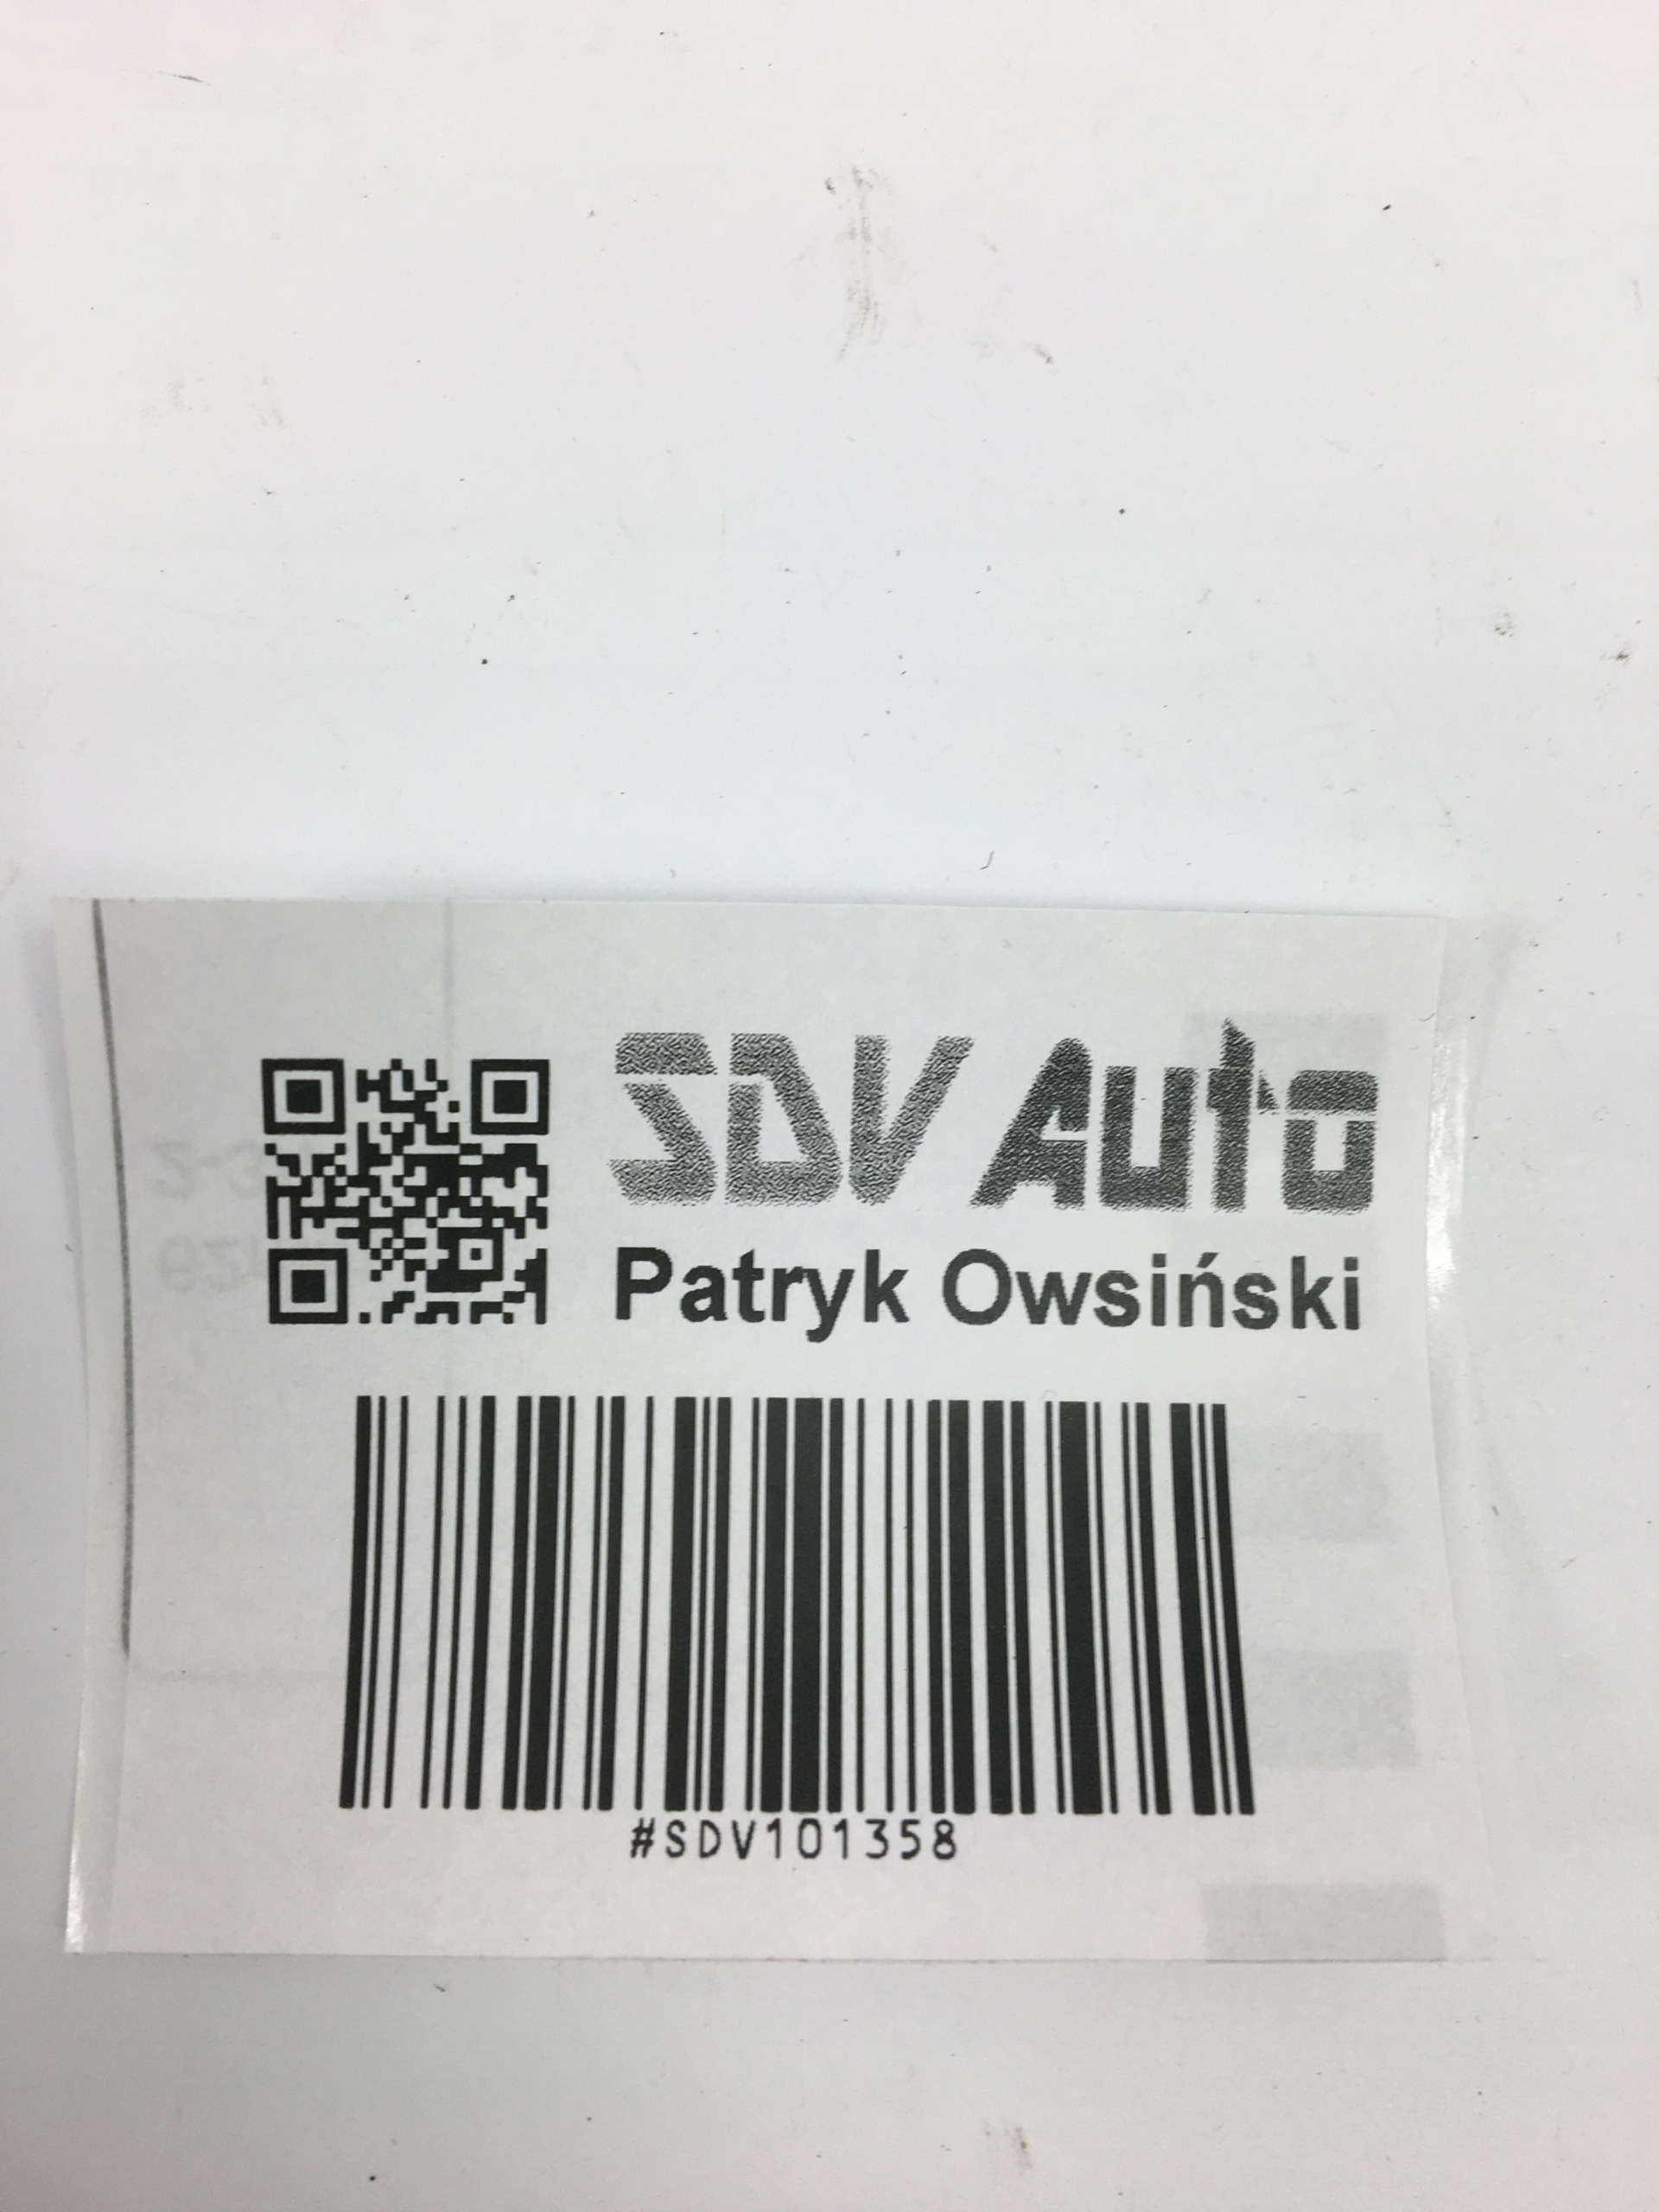 SDV Auto
Patryk Owsiński
#SDV101358